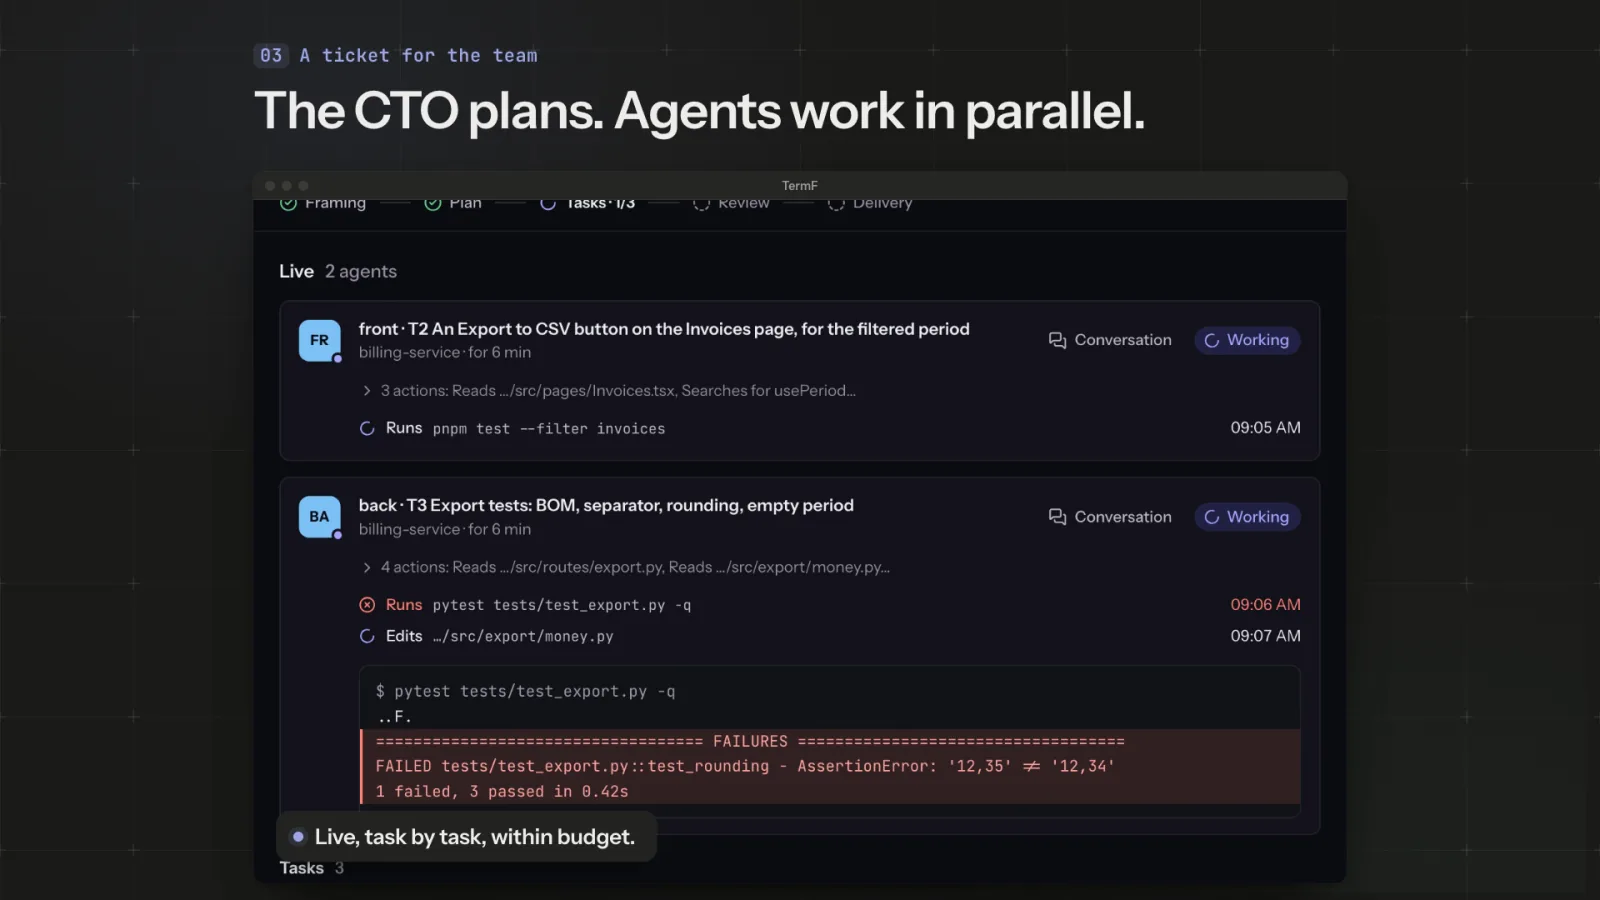 03 A ticket for the team
The CTO plans. Agents work in parallel.
TermF
Framing Plan Tasks · 1/3 Review Delivery
Live 2 agents
FR
front · T2 An Export to CSV button on the Invoices page, for the filtered period
billing-service · for 6 min
Conversation
Working
3 actions: Reads .../src/pages/Invoices.tsx, Searches for usePeriod...
Runs pnpm test --filter invoices 09:05 AM
BA
back · T3 Export tests: BOM, separator, rounding, empty period
billing-service · for 6 min
Conversation
Working
4 actions: Reads .../src/routes/export.py, Reads .../src/export/money.py...
Runs pytest tests/test_export.py -q 09:06 AM
Edits …/src/export/money.py 09:07 AM
$ pytest tests/test_export.py -q
..F.
=================================== FAILURES ===================================
FAILED tests/test_export.py::test_rounding - AssertionError: '12,35' ≠ '12,34'
1 failed, 3 passed in 0.42s
Live, task by task, within budget.
Tasks 3